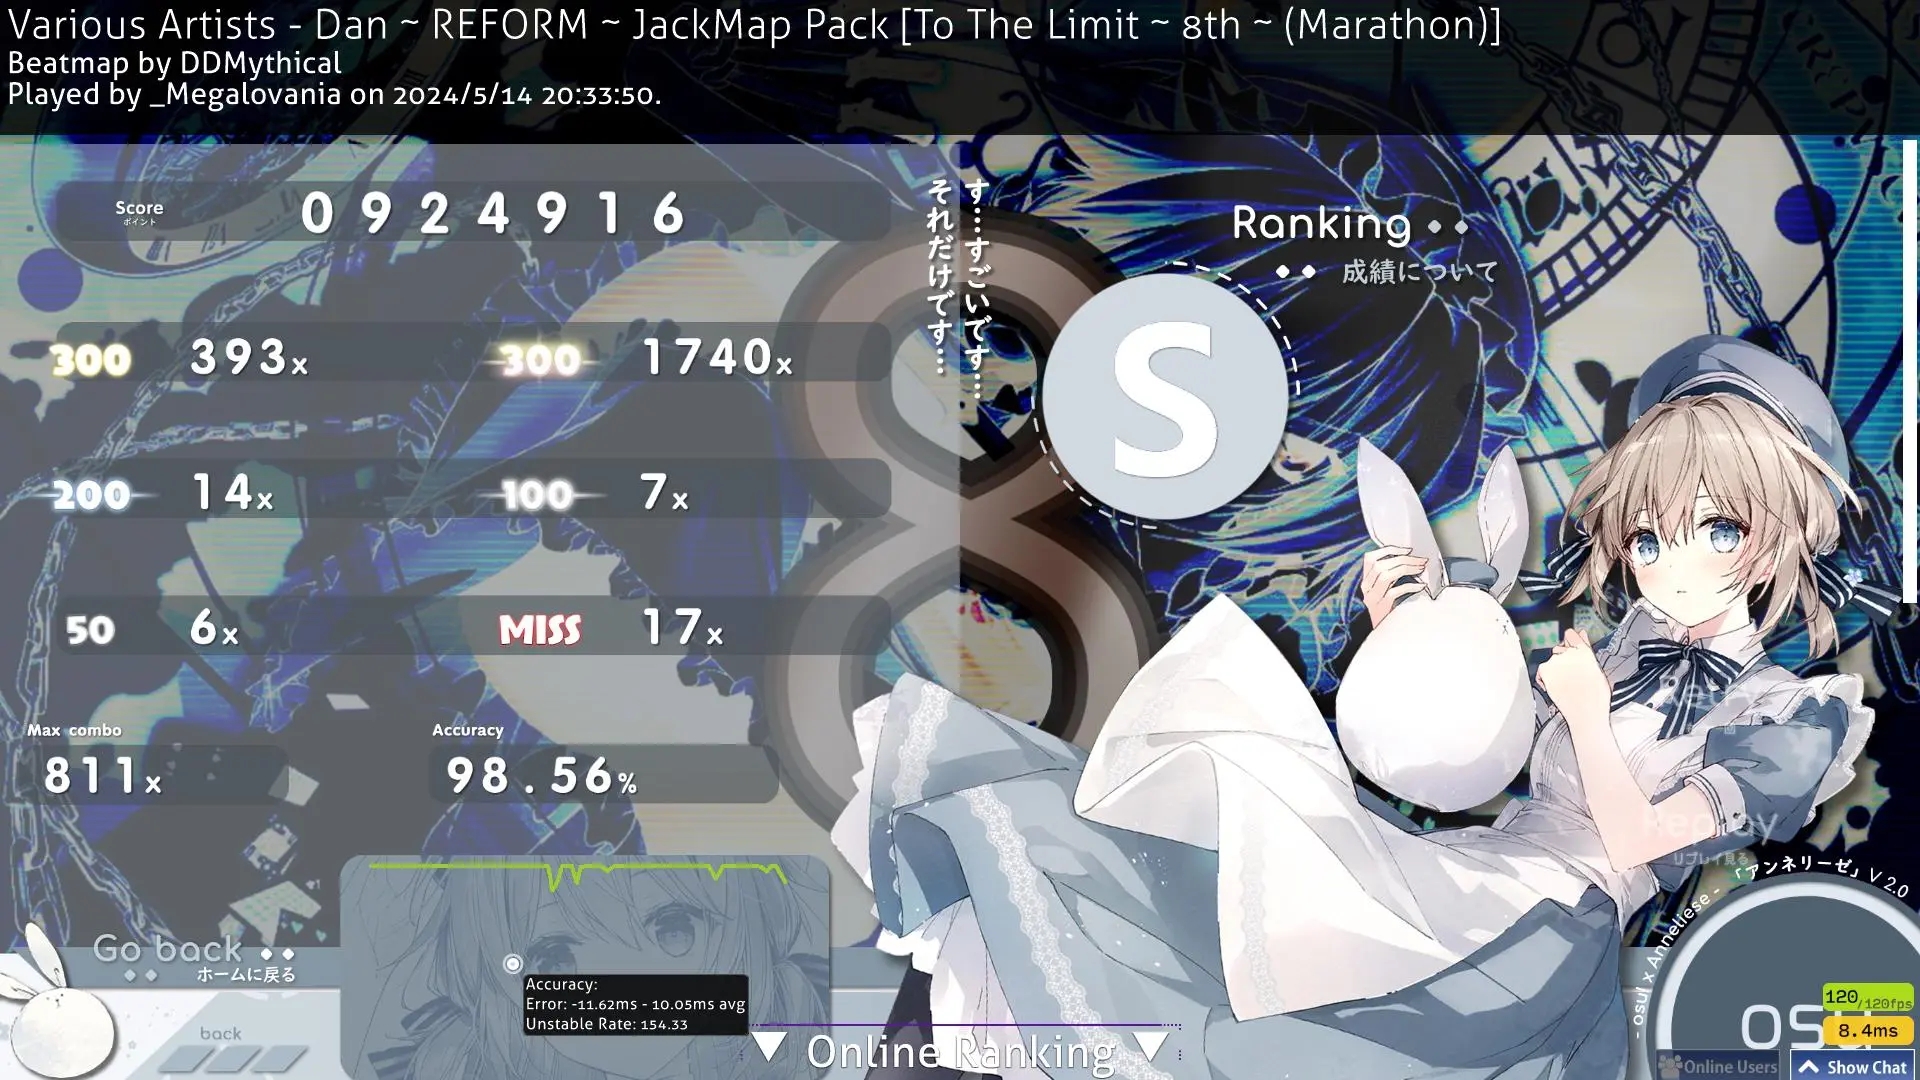 Various Artists - Dan ~ REFORM ~ JackMap Pack [To The Limit ~ 8th ~ (Marathon)]
Beatmap by DDMythical
Played by _Megalovania on 2024/5/14 20:33:50.
Score
ポイント
0924916
す…すごいです…
それだけです…
Ranking
成績について
S
8
300 393x
300 1740x
200 14x
100 7x
50 6x
MISS 17x
Max combo
811x
Accuracy
98.56%
Replay
リプレイ見る
- osu! x Anneliese - 「アンネリーゼ」 V 2.0
Go back
ホームに戻る
back
Accuracy:
Error: -11.62ms - 10.05ms avg
Unstable Rate: 154.33
Online Ranking
120/120fps
8.4ms
Online Users
Show Chat